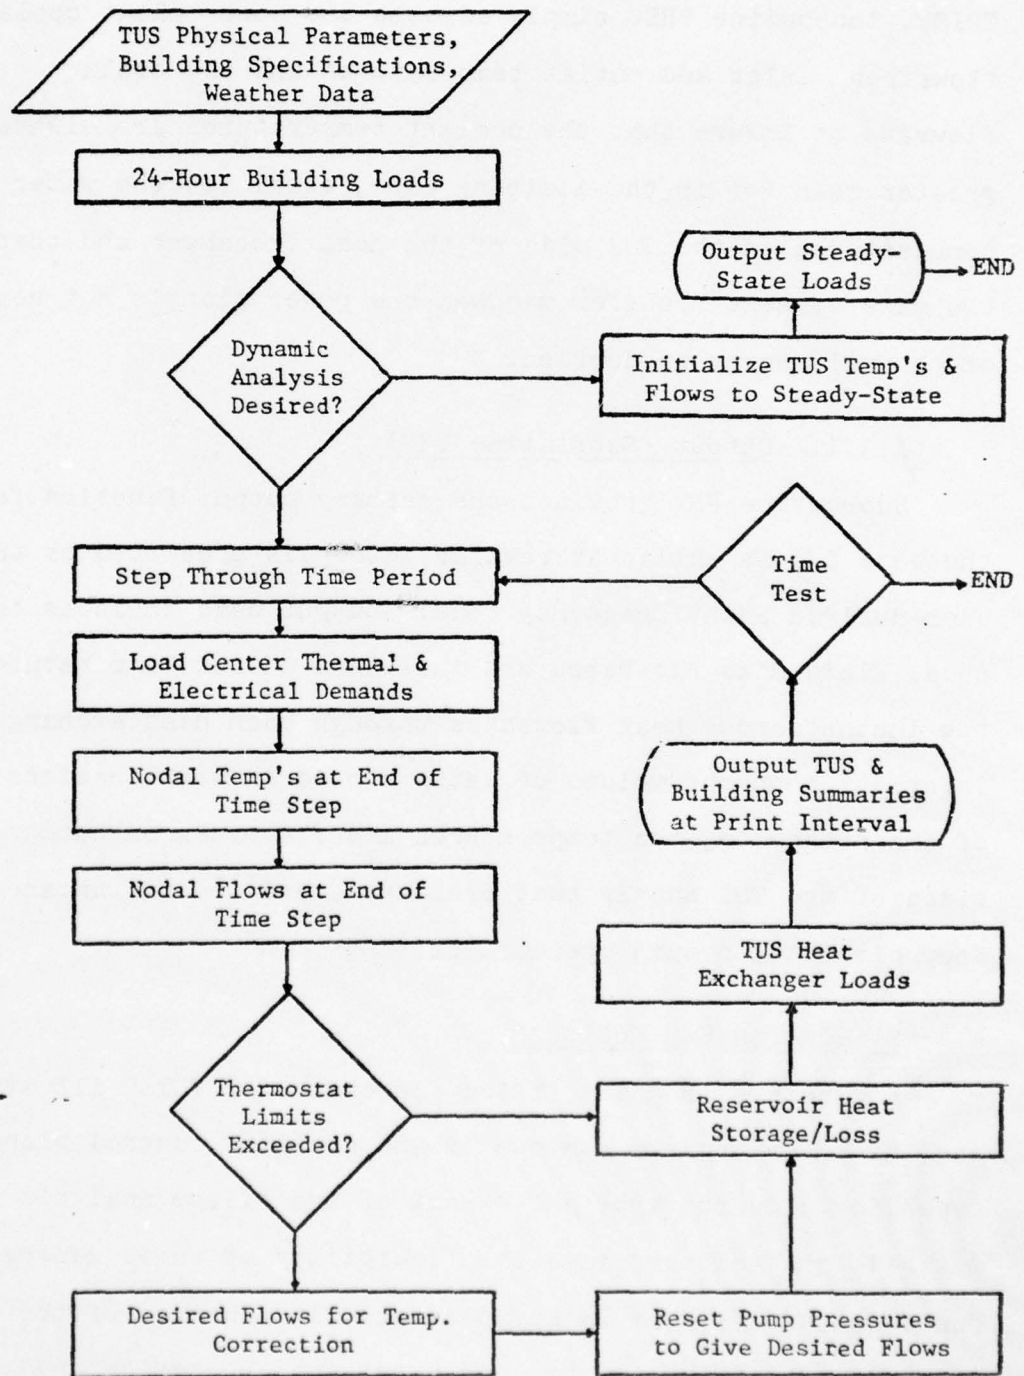 TUS Physical Parameters,
Building Specifications,
Weather Data
24-Hour Building Loads
Output Steady-
State Loads
END
Dynamic
Analysis
Desired?
Initialize TUS Temp's &
Flows to Steady-State
Step Through Time Period
Time
Test
END
Load Center Thermal &
Electrical Demands
Nodal Temp's at End of
Time Step
Output TUS &
Building Summaries
at Print Interval
Nodal Flows at End of
Time Step
TUS Heat
Exchanger Loads
Thermostat
Limits
Exceeded?
Reservoir Heat
Storage/Loss
Desired Flows for Temp.
Correction
Reset Pump Pressures
to Give Desired Flows